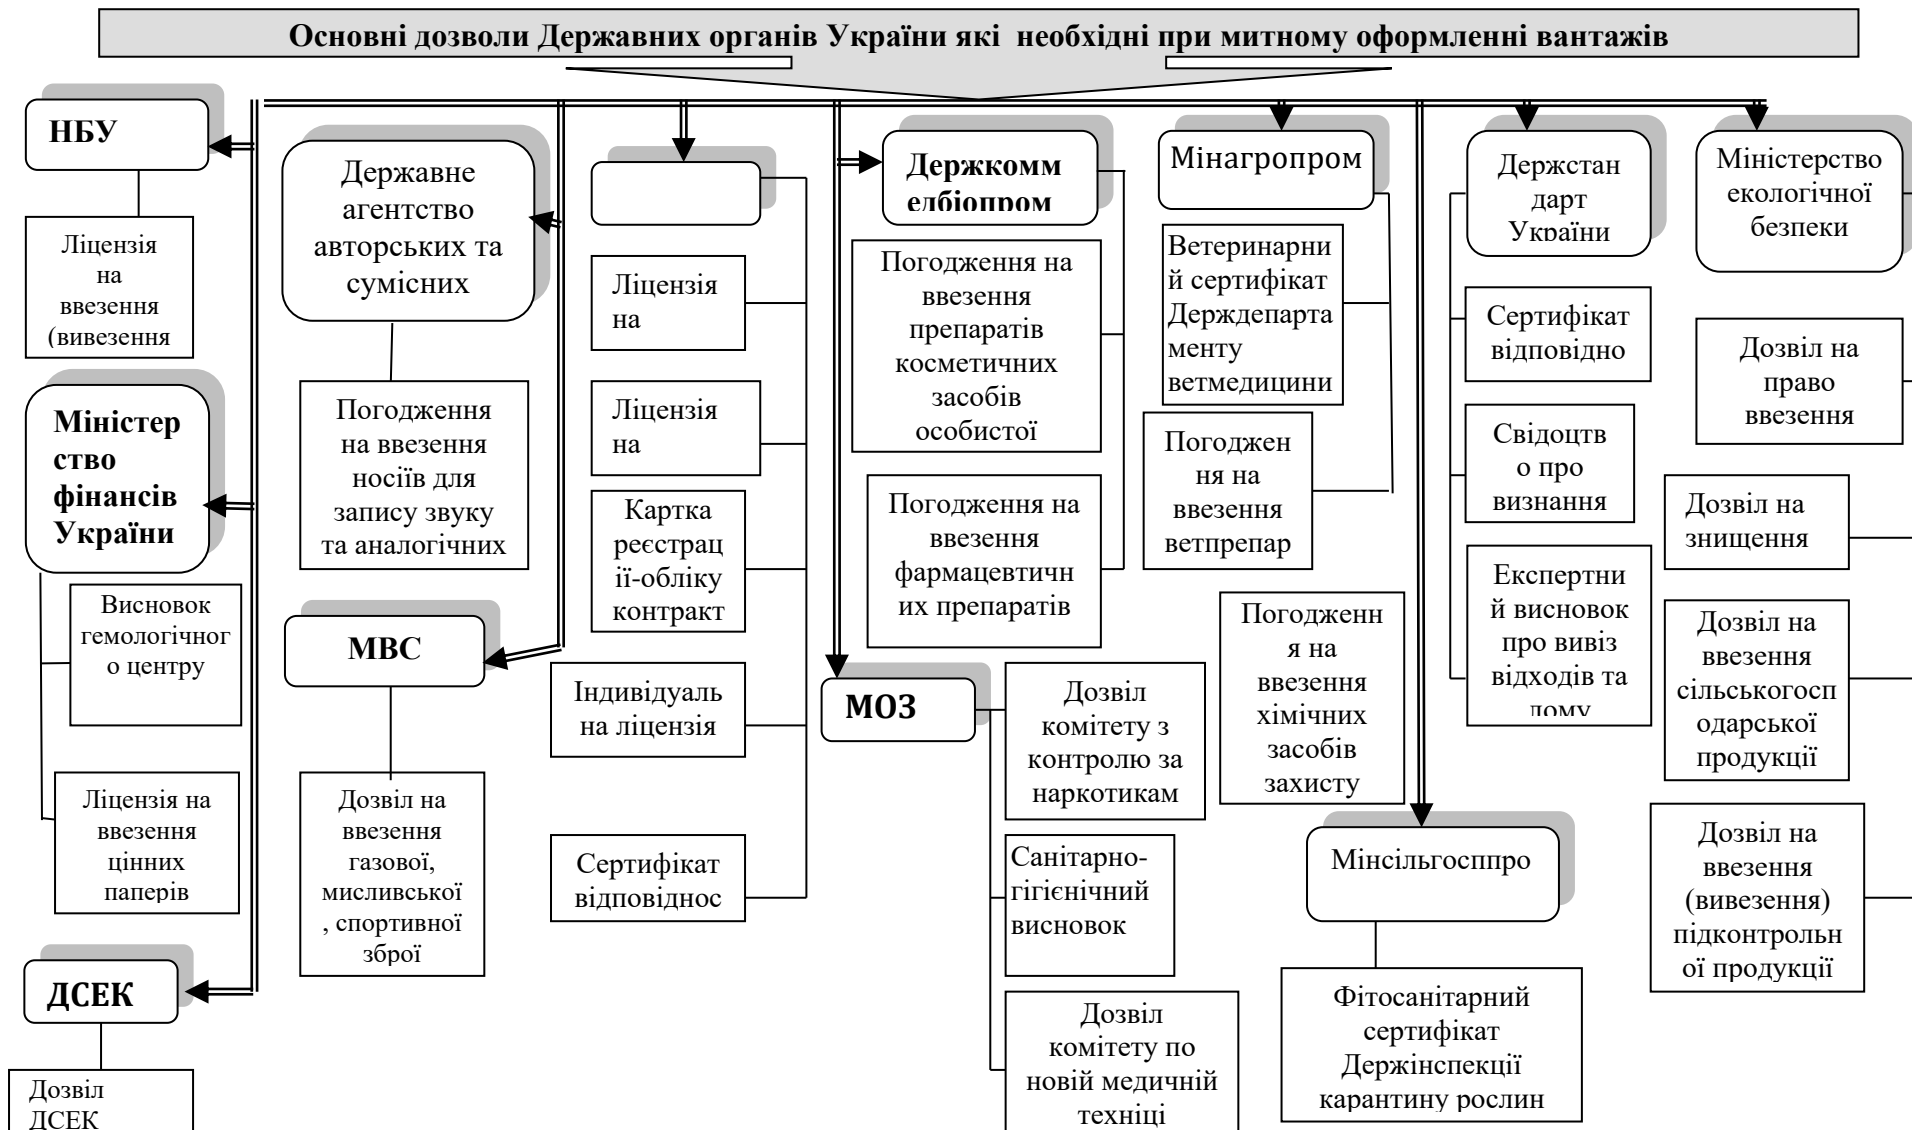 Основні дозволи Державних органів України які необхідні при митному оформленні вантажів
НБУ
Ліцензія
на
ввезення
(вивезення
Міністер
ство
фінансів
України
Висновок
гемологічног
о центру
Ліцензія на
ввезення
цінних
паперів
ДСЕК
Дозвіл
ДСЕК
Державне
агентство
авторських та
сумісних
Погодження
на ввезення
носіїв для
запису звуку
та аналогічних
МВС
Дозвіл на
ввезення
газової,
мисливської
, спортивної
зброї
Ліцензія
на
Ліцензія
на
Картка
реєстрац
ії-обліку
контракт
Індивідуаль
на ліцензія
Сертифікат
відповіднос
Держкомм
едбіопром
Погодження на
ввезення
препаратів
косметичних
засобів
особистої
Погодження на
ввезення
фармацевтичн
их препаратів
МОЗ
Дозвіл
комітету з
контролю за
наркотикам
Санітарно-
гігієнічний
висновок
Дозвіл
комітету по
новій медичній
техніці
Мінагропром
Ветеринарни
й сертифікат
Держдепарта
менту
ветмедицини
Погоджен
ня на
ввезення
ветпрепар
Погодженн
я на
ввезення
хімічних
засобів
захисту
Мінсільгосппро
Фітосанітарний
сертифікат
Держінспекції
карантину рослин
Держстан
дарт
України
Сертифікат
відповідно
Свідоцтв
о про
визнання
Експертни
й висновок
про вивіз
відходів та
лому
Міністерство
екологічної
безпеки
Дозвіл на
право
ввезення
Дозвіл на
знищення
Дозвіл на
ввезення
сільськогосп
одарської
продукції
Дозвіл на
ввезення
(вивезення)
підконтрольн
ої продукції